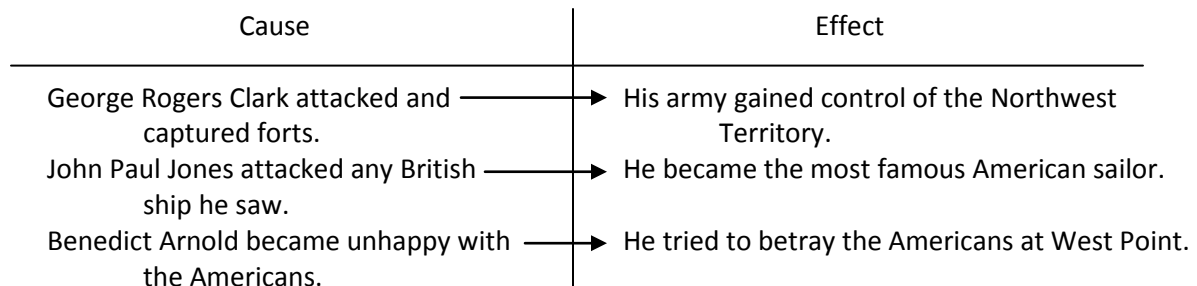 Cause Effect
George Rogers Clark attacked and His army gained control of the Northwest
captured forts. Territory.
John Paul Jones attacked any British He became the most famous American sailor.
ship he saw.
Benedict Arnold became unhappy with He tried to betray the Americans at West Point.
the Americans.